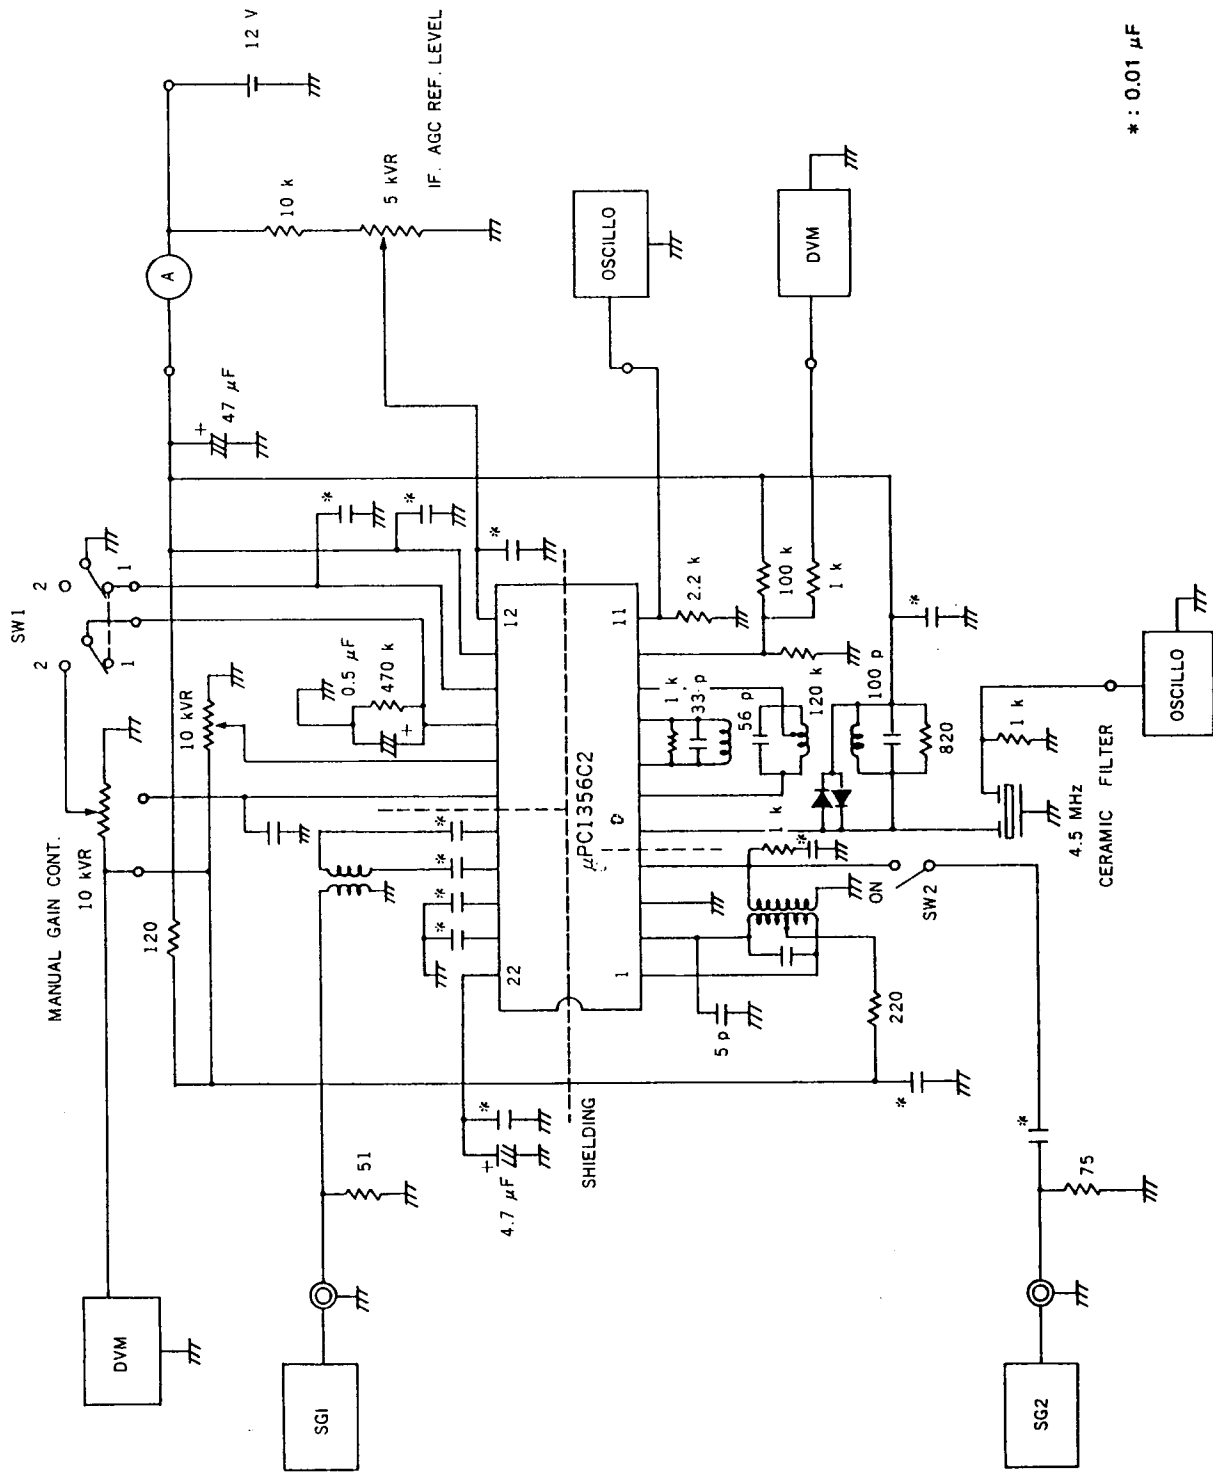 DVM
MANUAL GAIN CONT.
10 kVR
2
SW1
2
1
1
12 V
A
47 μF
+
120
10 kVR
10 k
5 kVR
IF. AGC REF. LEVEL
SG1
51
0.5 μF
470 k
+
*
*
*
*
*
*
*
4.7 μF
+
*
SHIELDING
22
12
μPC1356C2
1
11
OSCILLO
2.2 k
DVM
100 k
1 k
120 k
1 k
33 p
56 p
100 p
820
*
1 k
*
5 p
220
*
ON
SW2
4.5 MHz
CERAMIC FILTER
1 k
OSCILLO
SG2
75
*
* : 0.01 μF